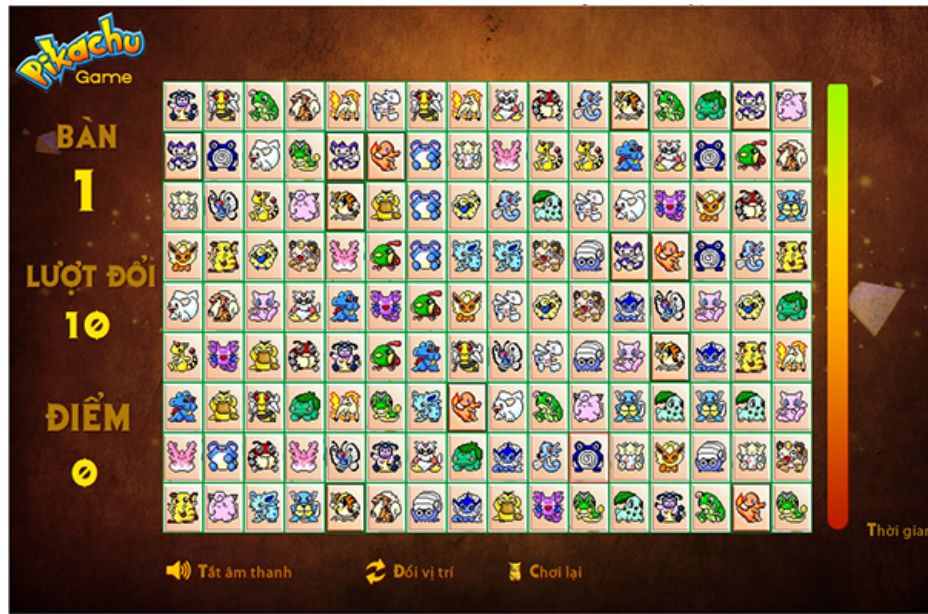 Pikachu
Game
BÀN
1
LƯỢT ĐỔI
10
ĐIỂM
0
Thời gian
Tắt âm thanh
Đổi vị trí
Chơi lại